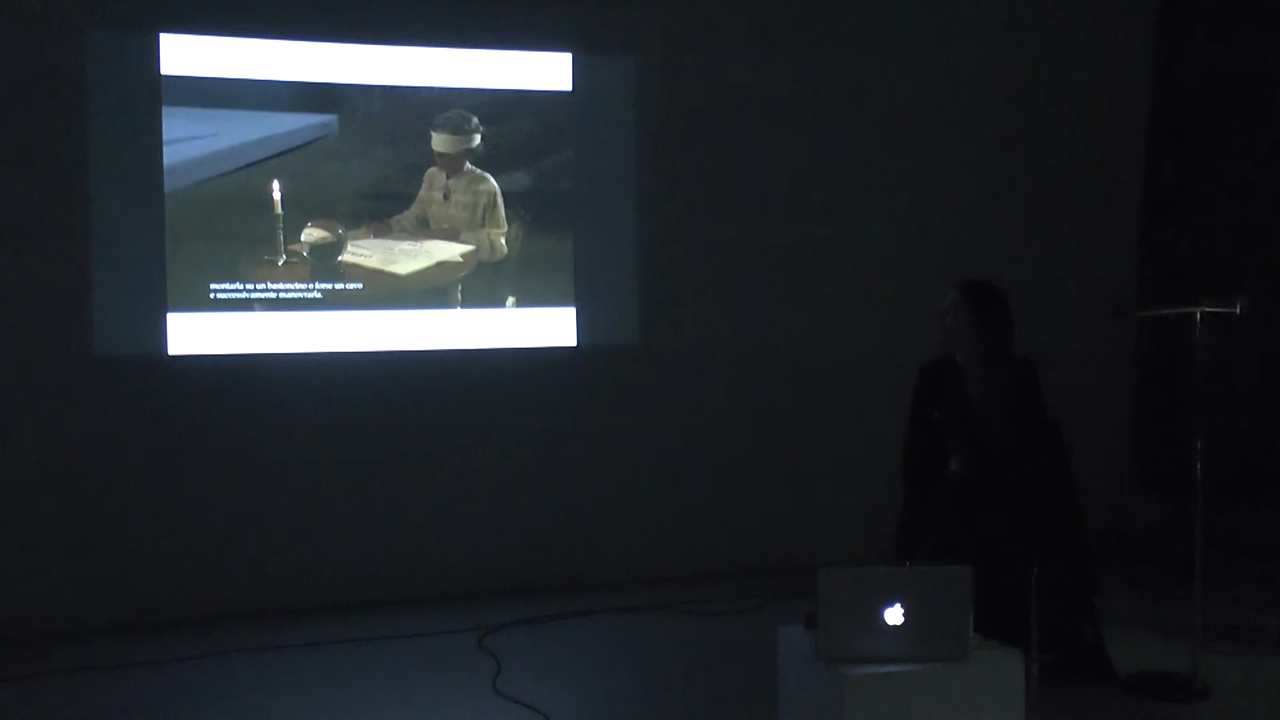 montarla su un bastoncino o forse un cavo
e successivamente manovrarla.